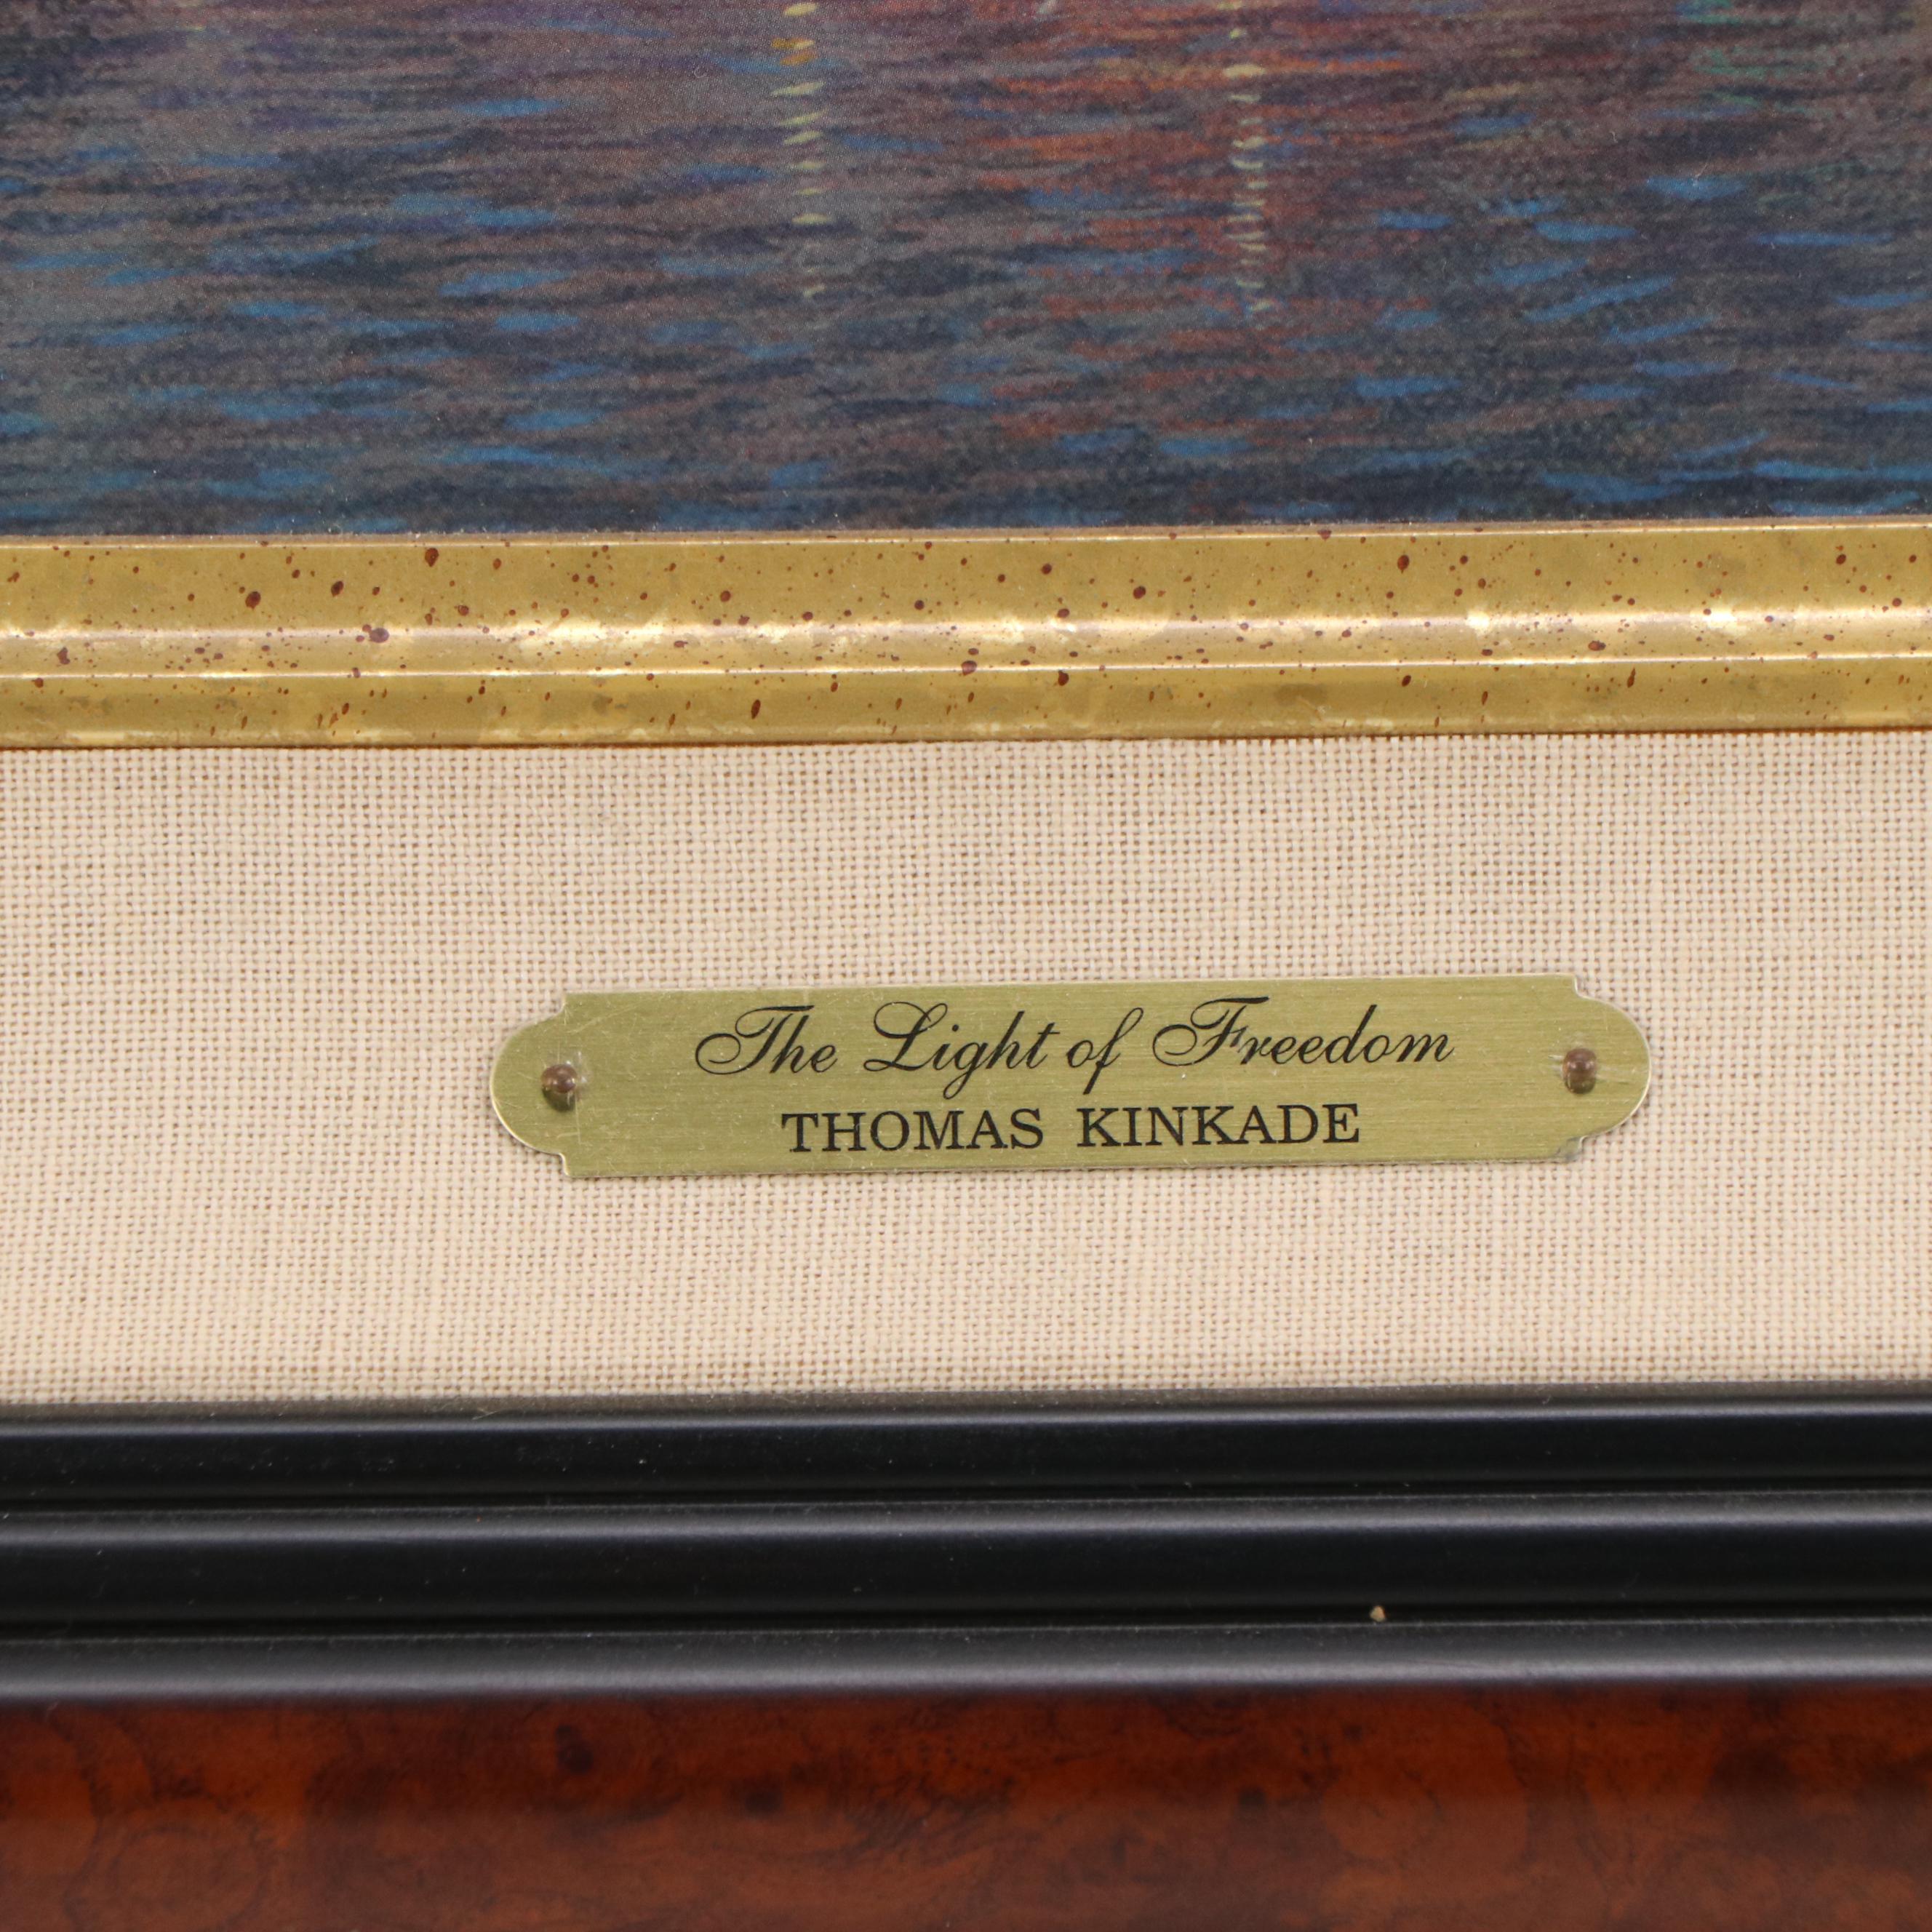 The Light of Freedom
THOMAS KINKADE